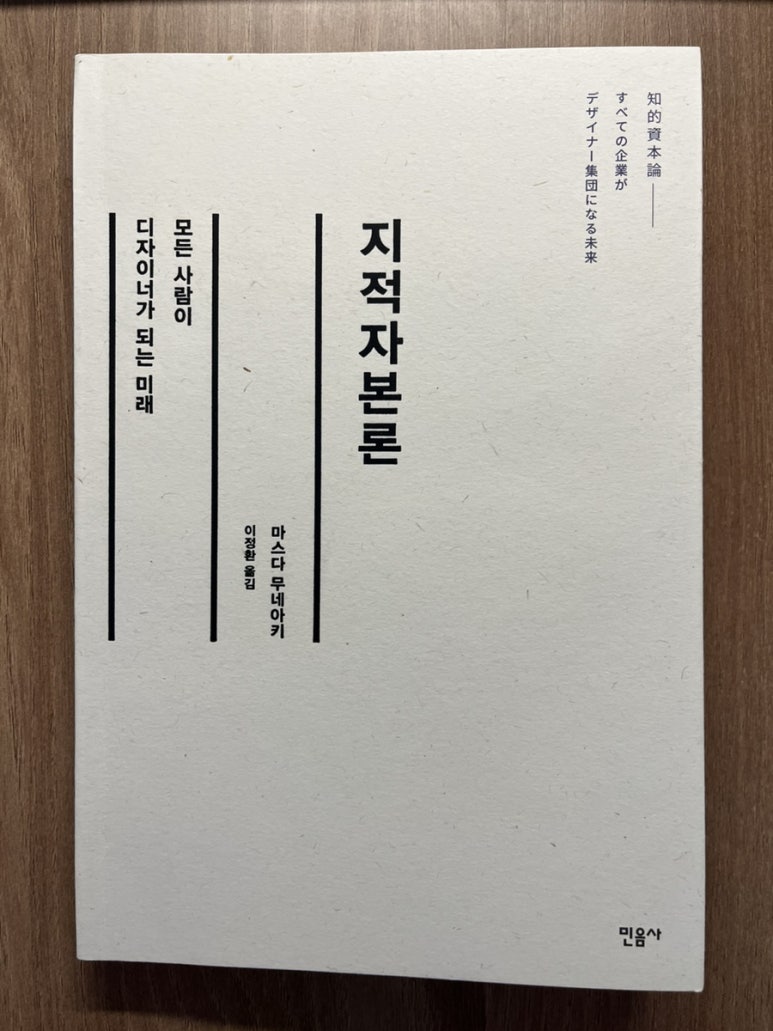 知的資本論
すべての企業が
デザイナー集団になる未来
지적자본론
마스다 무네아키
이정환 옮김
모든 사람이
디자이너가 되는 미래
민음사